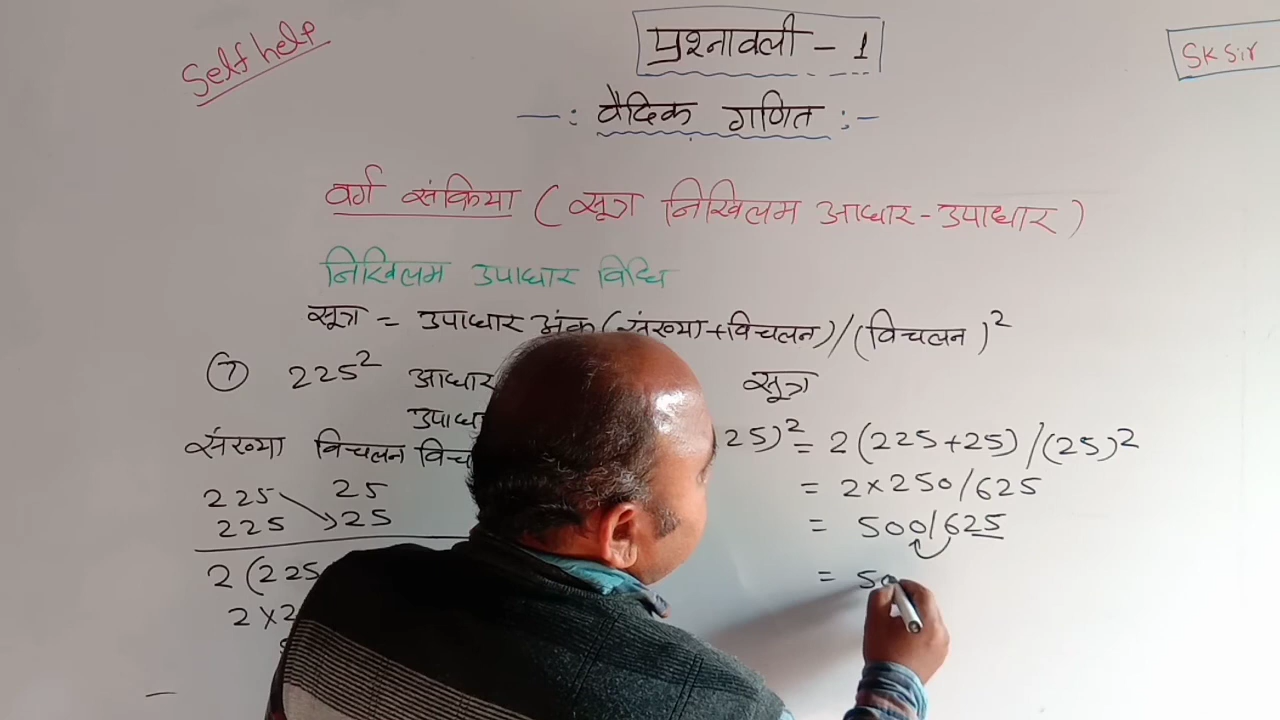 Self help
प्रश्नावली - 1
SK Sir
-: वैदिक गणित :-
वर्ग संक्रिया ( सूत्र निखिलम आधार - उपाधार )
निखिलम उपाधार विधि
सूत्र = उपाधार अंक (संख्या + विचलन) / (विचलन)²
⑦ 225² आधार
उपाधा
संख्या विचलन विच
225 25
225 25
2 (225
2 × 2
सूत्र
25)² = 2 (225 + 25) / (25)²
= 2 × 250 / 625
= 500 / 625
= 50